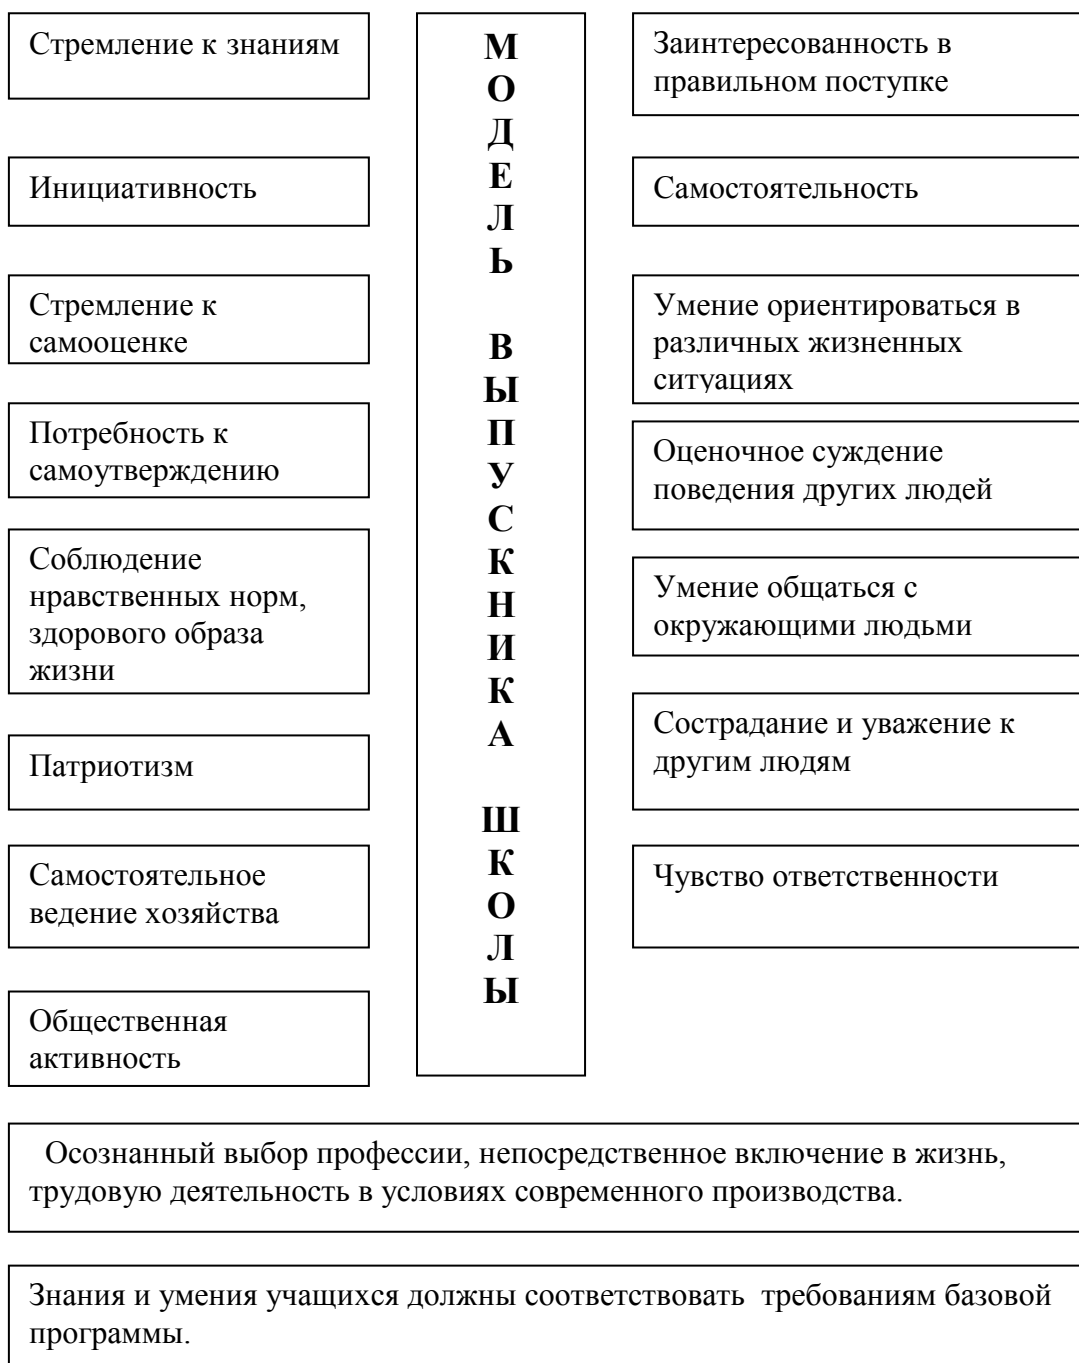 Стремление к знаниям
Инициативность
Стремление к
самооценке
Потребность к
самоутверждению
Соблюдение
нравственных норм,
здорового образа
жизни
Патриотизм
Самостоятельное
ведение хозяйства
Общественная
активность
МОДЕЛЬ ВЫПУСКНИКА ШКОЛЫ
Заинтересованность в
правильном поступке
Самостоятельность
Умение ориентироваться в
различных жизненных
ситуациях
Оценочное суждение
поведения других людей
Умение общаться с
окружающими людьми
Сострадание и уважение к
другим людям
Чувство ответственности
Осознанный выбор профессии, непосредственное включение в жизнь,
трудовую деятельность в условиях современного производства.
Знания и умения учащихся должны соответствовать требованиям базовой
программы.